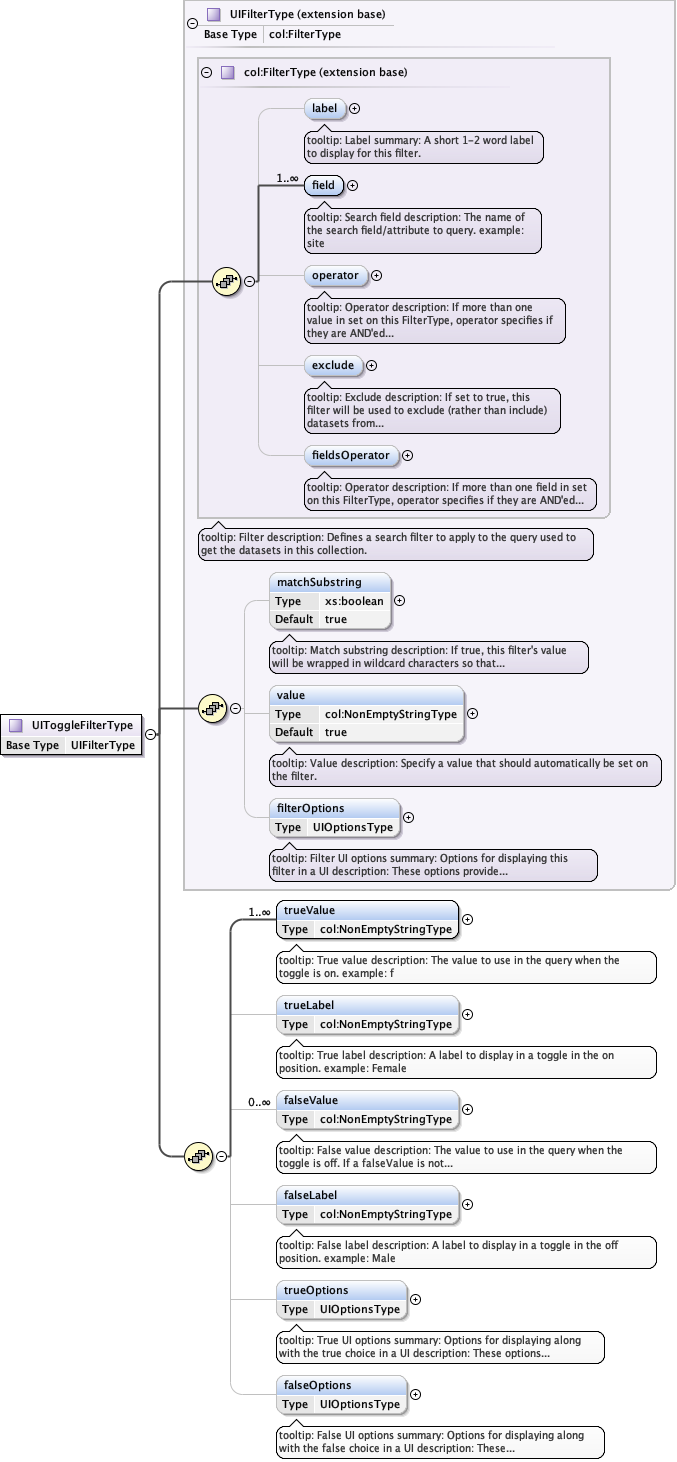 UIFilterType (extension base)
Base Type col:FilterType
col:FilterType (extension base)
label
tooltip: Label summary: A short 1-2 word label
to display for this filter.
1..∞
field
tooltip: Search field description: The name of
the search field/attribute to query. example:
site
operator
tooltip: Operator description: If more than one
value in set on this FilterType, operator specifies if
they are AND'ed...
exclude
tooltip: Exclude description: If set to true, this
filter will be used to exclude (rather than include)
datasets from...
fieldsOperator
tooltip: Operator description: If more than one field in set
on this FilterType, operator specifies if they are AND'ed...
tooltip: Filter description: Defines a search filter to apply to the query used to
get the datasets in this collection.
matchSubstring
Type xs:boolean
Default true
tooltip: Match substring description: If true, this filter's value
will be wrapped in wildcard characters so that...
value
Type col:NonEmptyStringType
Default true
tooltip: Value description: Specify a value that should automatically be set on
the filter.
filterOptions
Type UIOptionsType
tooltip: Filter UI options summary: Options for displaying this
filter in a UI description: These options provide...
UIToggleFilterType
Base Type UIFilterType
1..∞
trueValue
Type col:NonEmptyStringType
tooltip: True value description: The value to use in the query when the
toggle is on. example: f
trueLabel
Type col:NonEmptyStringType
tooltip: True label description: A label to display in a toggle in the on
position. example: Female
0..∞
falseValue
Type col:NonEmptyStringType
tooltip: False value description: The value to use in the query when the
toggle is off. If a falseValue is not...
falseLabel
Type col:NonEmptyStringType
tooltip: False label description: A label to display in a toggle in the off
position. example: Male
trueOptions
Type UIOptionsType
tooltip: True UI options summary: Options for displaying along
with the true choice in a UI description: These options...
falseOptions
Type UIOptionsType
tooltip: False UI options summary: Options for displaying along
with the false choice in a UI description: These...